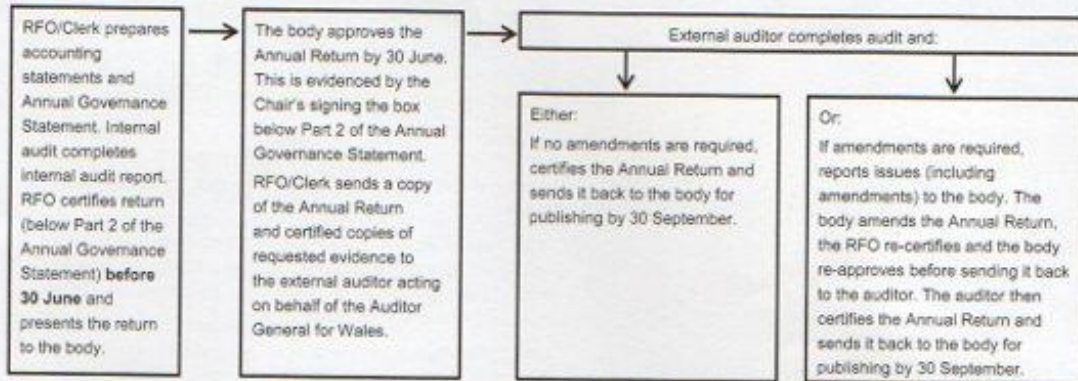 RFO/Clerk prepares
accounting
statements and
Annual Governance
Statement. Internal
audit completes
internal audit report.
RFO certifies return
(below Part 2 of the
Annual Governance
Statement) before
30 June and
presents the return
to the body.
The body approves the
Annual Return by 30 June.
This is evidenced by the
Chair's signing the box
below Part 2 of the Annual
Governance Statement.
RFO/Clerk sends a copy
of the Annual Return
and certified copies of
requested evidence to
the external auditor acting
on behalf of the Auditor
General for Wales.
External auditor completes audit and:
Either:
If no amendments are required,
certifies the Annual Return and
sends it back to the body for
publishing by 30 September.
Or:
If amendments are required,
reports issues (including
amendments) to the body. The
body amends the Annual Return,
the RFO re-certifies and the body
re-approves before sending it back
to the auditor. The auditor then
certifies the Annual Return and
sends it back to the body for
publishing by 30 September.